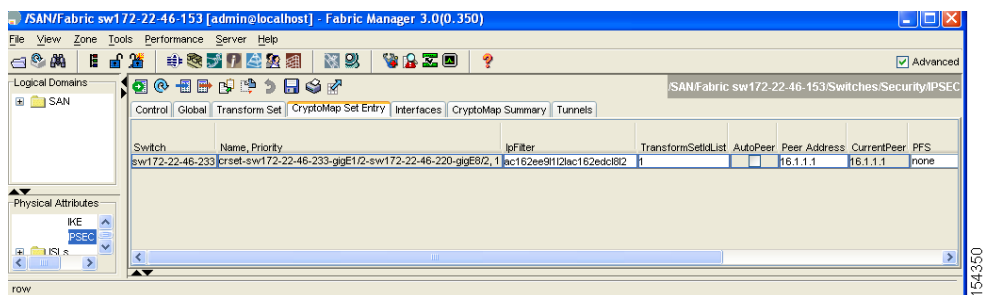 /SAN/Fabric sw172-22-46-153 [admin@localhost] - Fabric Manager 3.0(0.350)
File View Zone Tools Performance Server Help
Advanced
Logical Domains
/SAN/Fabric sw172-22-46-153/Switches/Security/IPSEC
SAN
Control Global Transform Set CryptoMap Set Entry Interfaces CryptoMap Summary Tunnels
Switch Name, Priority IpFilter TransformSetIdList AutoPeer Peer Address CurrentPeer PFS
sw172-22-46-233 crset-sw172-22-46-233-gigE1/2-sw172-22-46-220-gigE8/2, 1 1 16.1.1.1 16.1.1.1 none
Physical Attributes
IKE
IPSEC
ISLs
row
154350